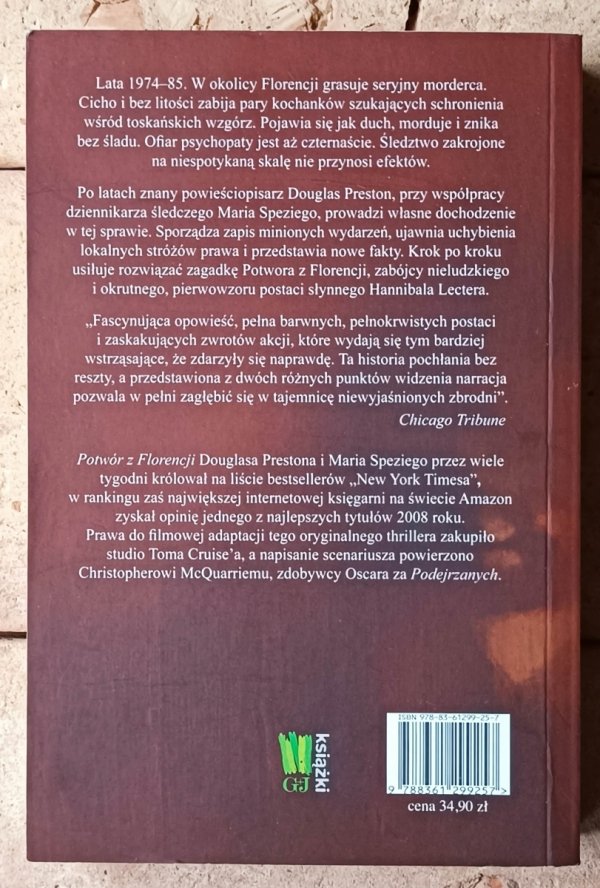 Lata 1974–85. W okolicy Florencji grasuje seryjny morderca.
Cicho i bez litości zabija pary kochanków szukających schronienia
wśród toskańskich wzgórz. Pojawia się jak duch, morduje i znika
bez śladu. Ofiar psychopaty jest aż czternaście. Śledztwo zakrojone
na niespotykaną skalę nie przynosi efektów.
Po latach znany powieściopisarz Douglas Preston, przy współpracy
dziennikarza śledczego Maria Speziego, prowadzi własne dochodzenie
w tej sprawie. Sporządza zapis minionych wydarzeń, ujawnia uchybienia
lokalnych stróżów prawa i przedstawia nowe fakty. Krok po kroku
usiłuje rozwiązać zagadkę Potwora z Florencji, zabójcy nieludzkiego
i okrutnego, pierwowzoru postaci słynnego Hannibala Lectera.
„Fascynująca opowieść, pełna barwnych, pełnokrwistych postaci
i zaskakujących zwrotów akcji, które wydają się tym bardziej
wstrząsające, że zdarzyły się naprawdę. Ta historia pochłania bez
reszty, a przedstawiona z dwóch różnych punktów widzenia narracja
pozwala w pełni zagłębić się w tajemnicę niewyjaśnionych zbrodni”.
Chicago Tribune
Potwór z Florencji Douglasa Prestona i Maria Speziego przez wiele
tygodni królował na liście bestsellerów „New York Timesa”,
w rankingu zaś największej internetowej księgarni na świecie Amazon
zyskał opinię jednego z najlepszych tytułów 2008 roku.
Prawa do filmowej adaptacji tego oryginalnego thrillera zakupiło
studio Toma Cruise’a, a napisanie scenariusza powierzono
Christopherowi McQuarriemu, zdobywcy Oscara za Podejrzanych.
książki
G+J
ISBN 978-83-61299-25-7
9 788361 299257 >
cena 34,90 zł